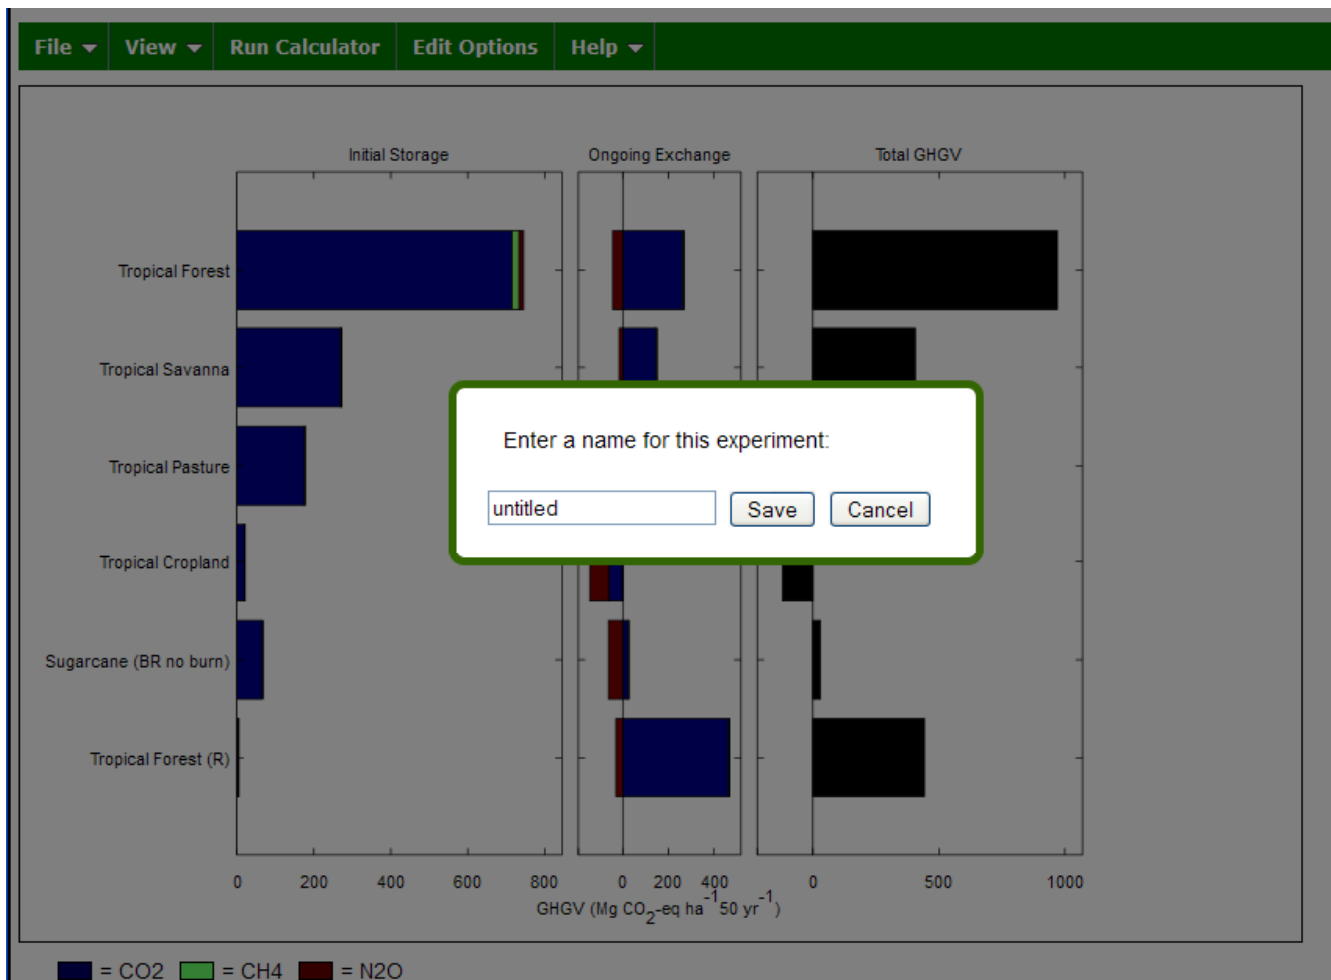 File View Run Calculator Edit Options Help
Initial Storage Ongoing Exchange Total GHGV
Tropical Forest
Tropical Savanna
Tropical Pasture
Tropical Cropland
Sugarcane (BR no burn)
Tropical Forest (R)
Enter a name for this experiment:
untitled Save Cancel
0 200 400 600 800 0 200 400 0 500 1000
GHGV (Mg CO2-eq ha-150 yr-1)
= CO2 = CH4 = N2O